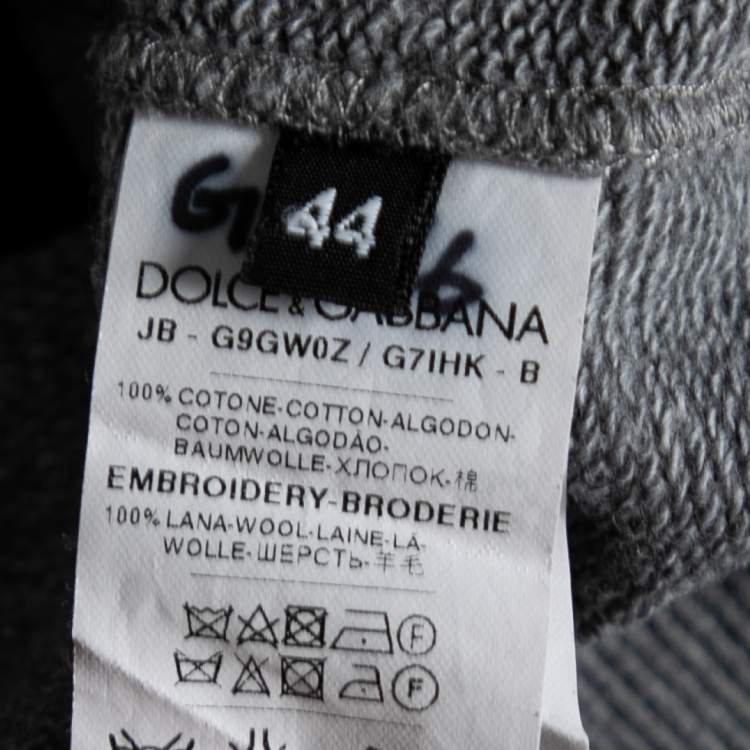 44
G 6
DOLCE & GABBANA
JB - G9GW0Z / G7IHK - B
100% COTONE-COTTON-ALGODON-
COTON-ALGODÃO-
BAUMWOLLE-ХЛОПОК-棉
EMBROIDERY-BRODERIE
100% LANA-WOOL-LAINE-LÃ-
WOLLE-ШЕРСТЬ-羊毛
F
F